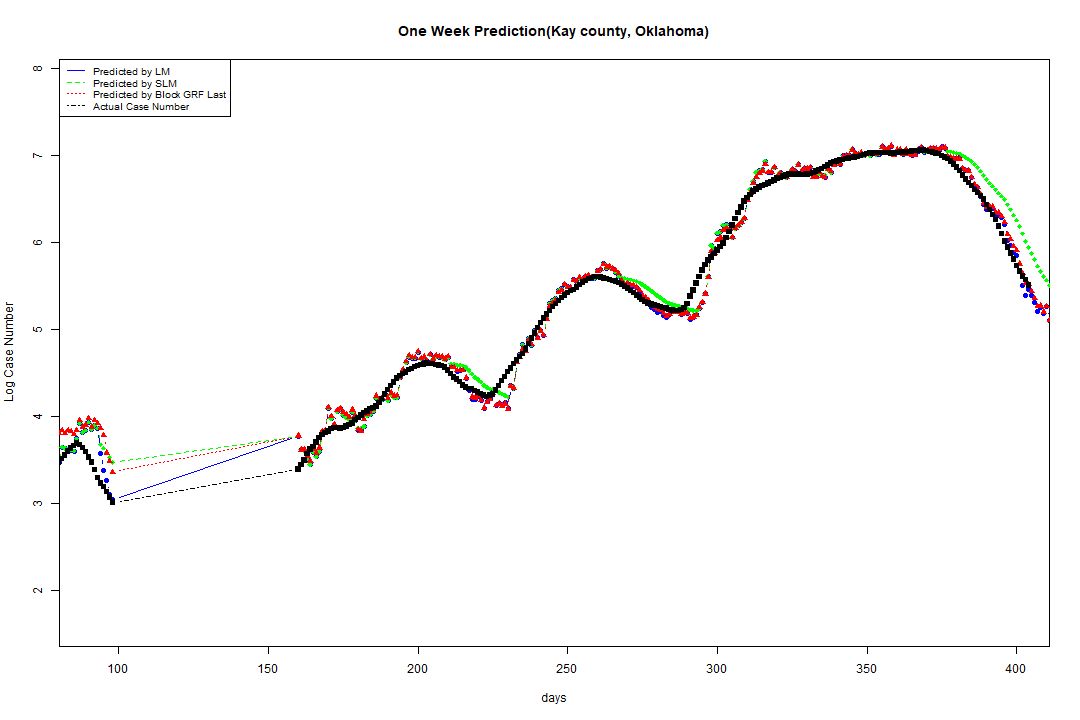 One Week Prediction(Kay county, Oklahoma)
Predicted by LM
Predicted by SLM
Predicted by Block GRF Last
Actual Case Number
8
7
6
5
4
3
2
Log Case Number
100 150 200 250 300 350 400
days